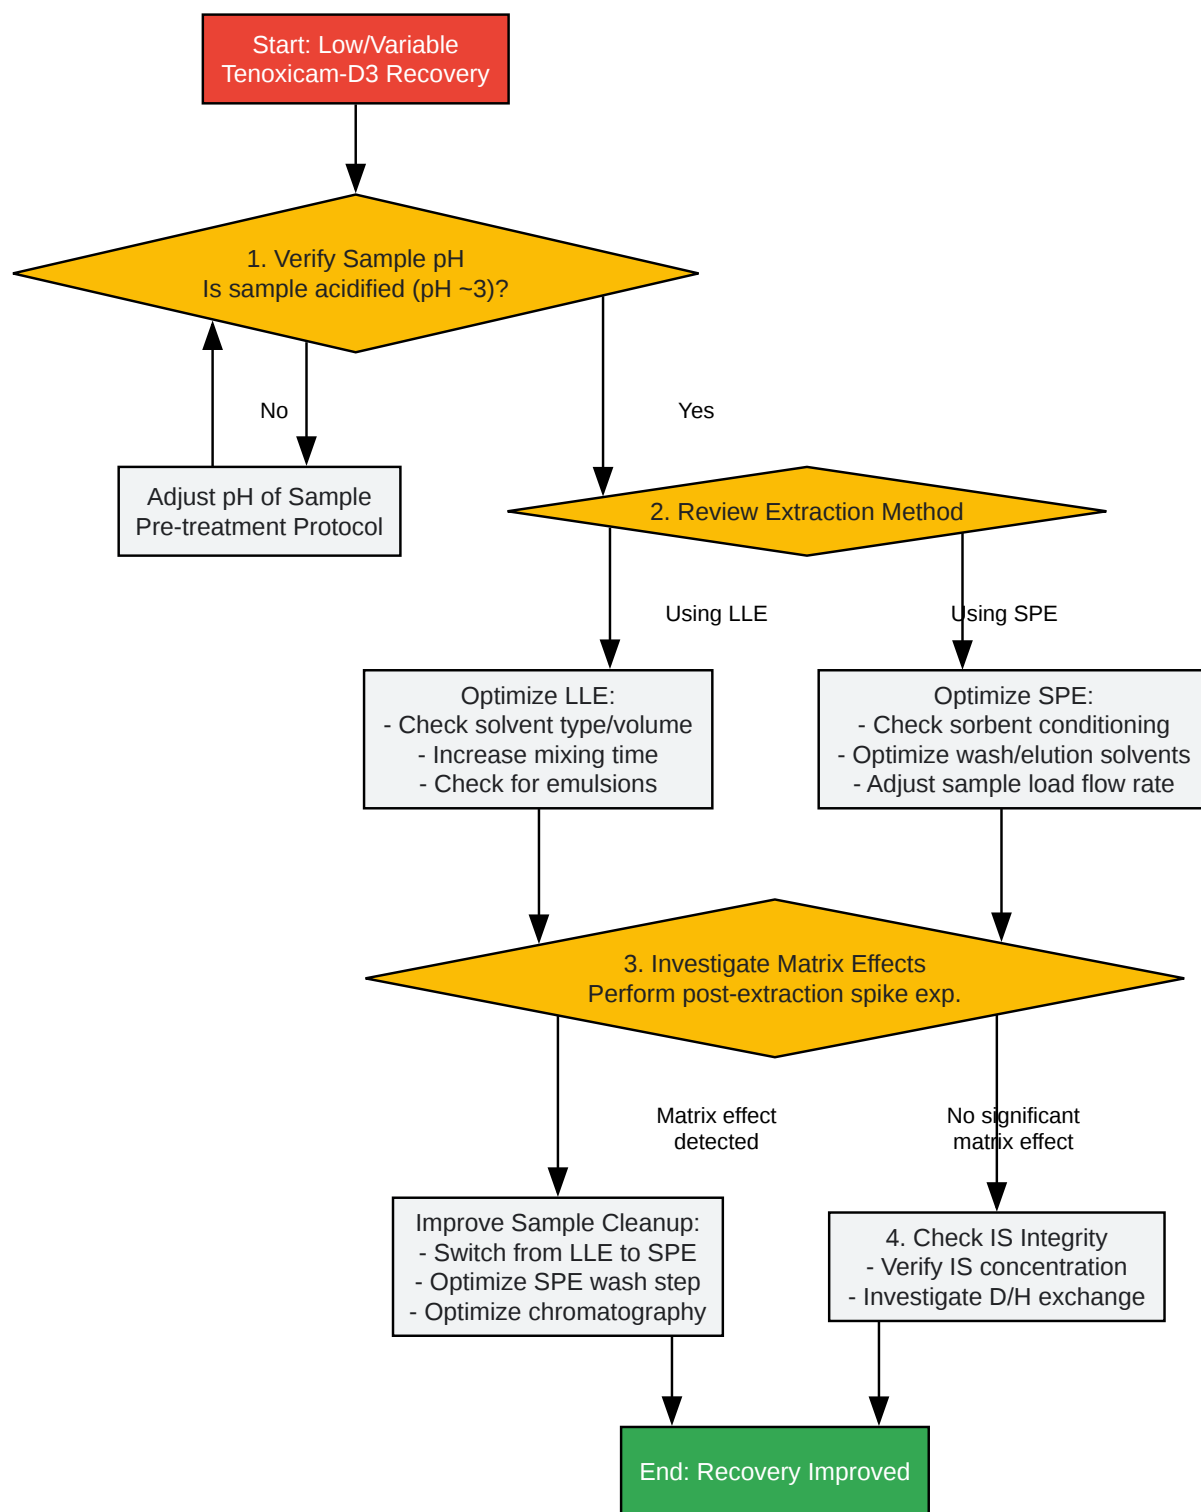 Start: Low/Variable
Tenoxicam-D3 Recovery
1. Verify Sample pH
Is sample acidified (pH ~3)?
No
Yes
Adjust pH of Sample
Pre-treatment Protocol
2. Review Extraction Method
Using LLE
Using SPE
Optimize LLE:
- Check solvent type/volume
- Increase mixing time
- Check for emulsions
Optimize SPE:
- Check sorbent conditioning
- Optimize wash/elution solvents
- Adjust sample load flow rate
3. Investigate Matrix Effects
Perform post-extraction spike exp.
Matrix effect
detected
No significant
matrix effect
Improve Sample Cleanup:
- Switch from LLE to SPE
- Optimize SPE wash step
- Optimize chromatography
4. Check IS Integrity
- Verify IS concentration
- Investigate D/H exchange
End: Recovery Improved